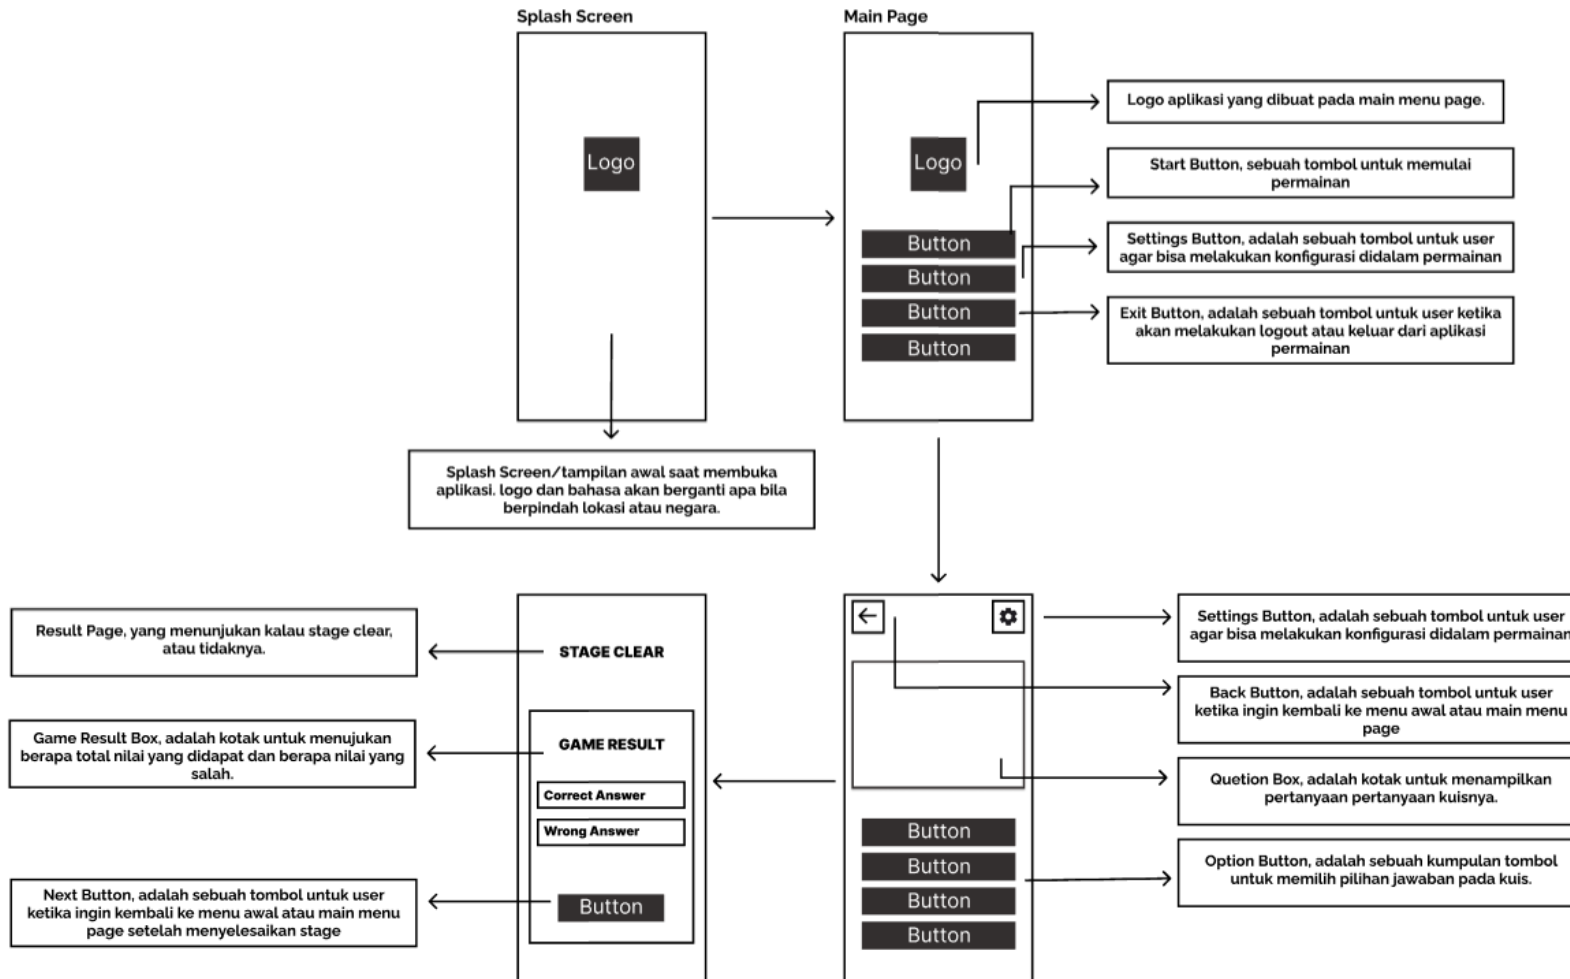 Splash Screen
Main Page
Logo
Logo
Button
Button
Button
Button
Logo aplikasi yang dibuat pada main menu page.
Start Button, sebuah tombol untuk memulai
permainan
Settings Button, adalah sebuah tombol untuk user
agar bisa melakukan konfigurasi didalam permainan
Exit Button, adalah sebuah tombol untuk user ketika
akan melakukan logout atau keluar dari aplikasi
permainan
Splash Screen/tampilan awal saat membuka
aplikasi. logo dan bahasa akan berganti apa bila
berpindah lokasi atau negara.
Result Page, yang menunjukan kalau stage clear,
atau tidaknya.
Game Result Box, adalah kotak untuk menujukan
berapa total nilai yang didapat dan berapa nilai yang
salah.
Next Button, adalah sebuah tombol untuk user
ketika ingin kembali ke menu awal atau main menu
page setelah menyelesaikan stage
STAGE CLEAR
GAME RESULT
Correct Answer
Wrong Answer
Button
Button
Button
Button
Button
Settings Button, adalah sebuah tombol untuk user
agar bisa melakukan konfigurasi didalam permainan
Back Button, adalah sebuah tombol untuk user
ketika ingin kembali ke menu awal atau main menu
page
Quetion Box, adalah kotak untuk menampilkan
pertanyaan pertanyaan kuisnya.
Option Button, adalah sebuah kumpulan tombol
untuk memilih pilihan jawaban pada kuis.